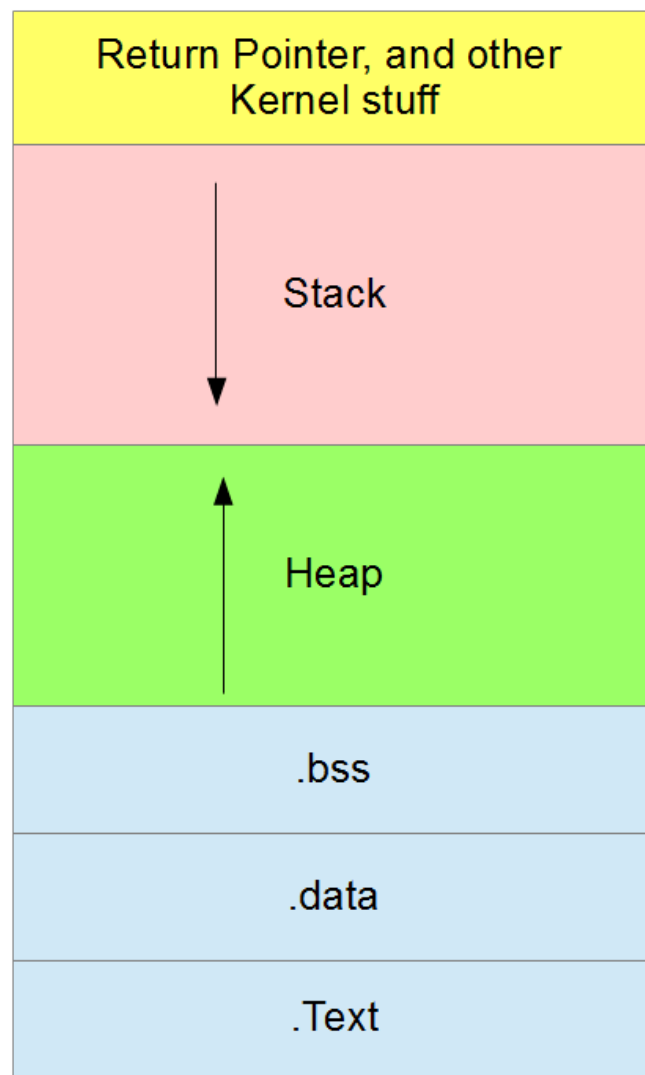 Return Pointer, and other
Kernel stuff
Stack
Heap
.bss
.data
.Text